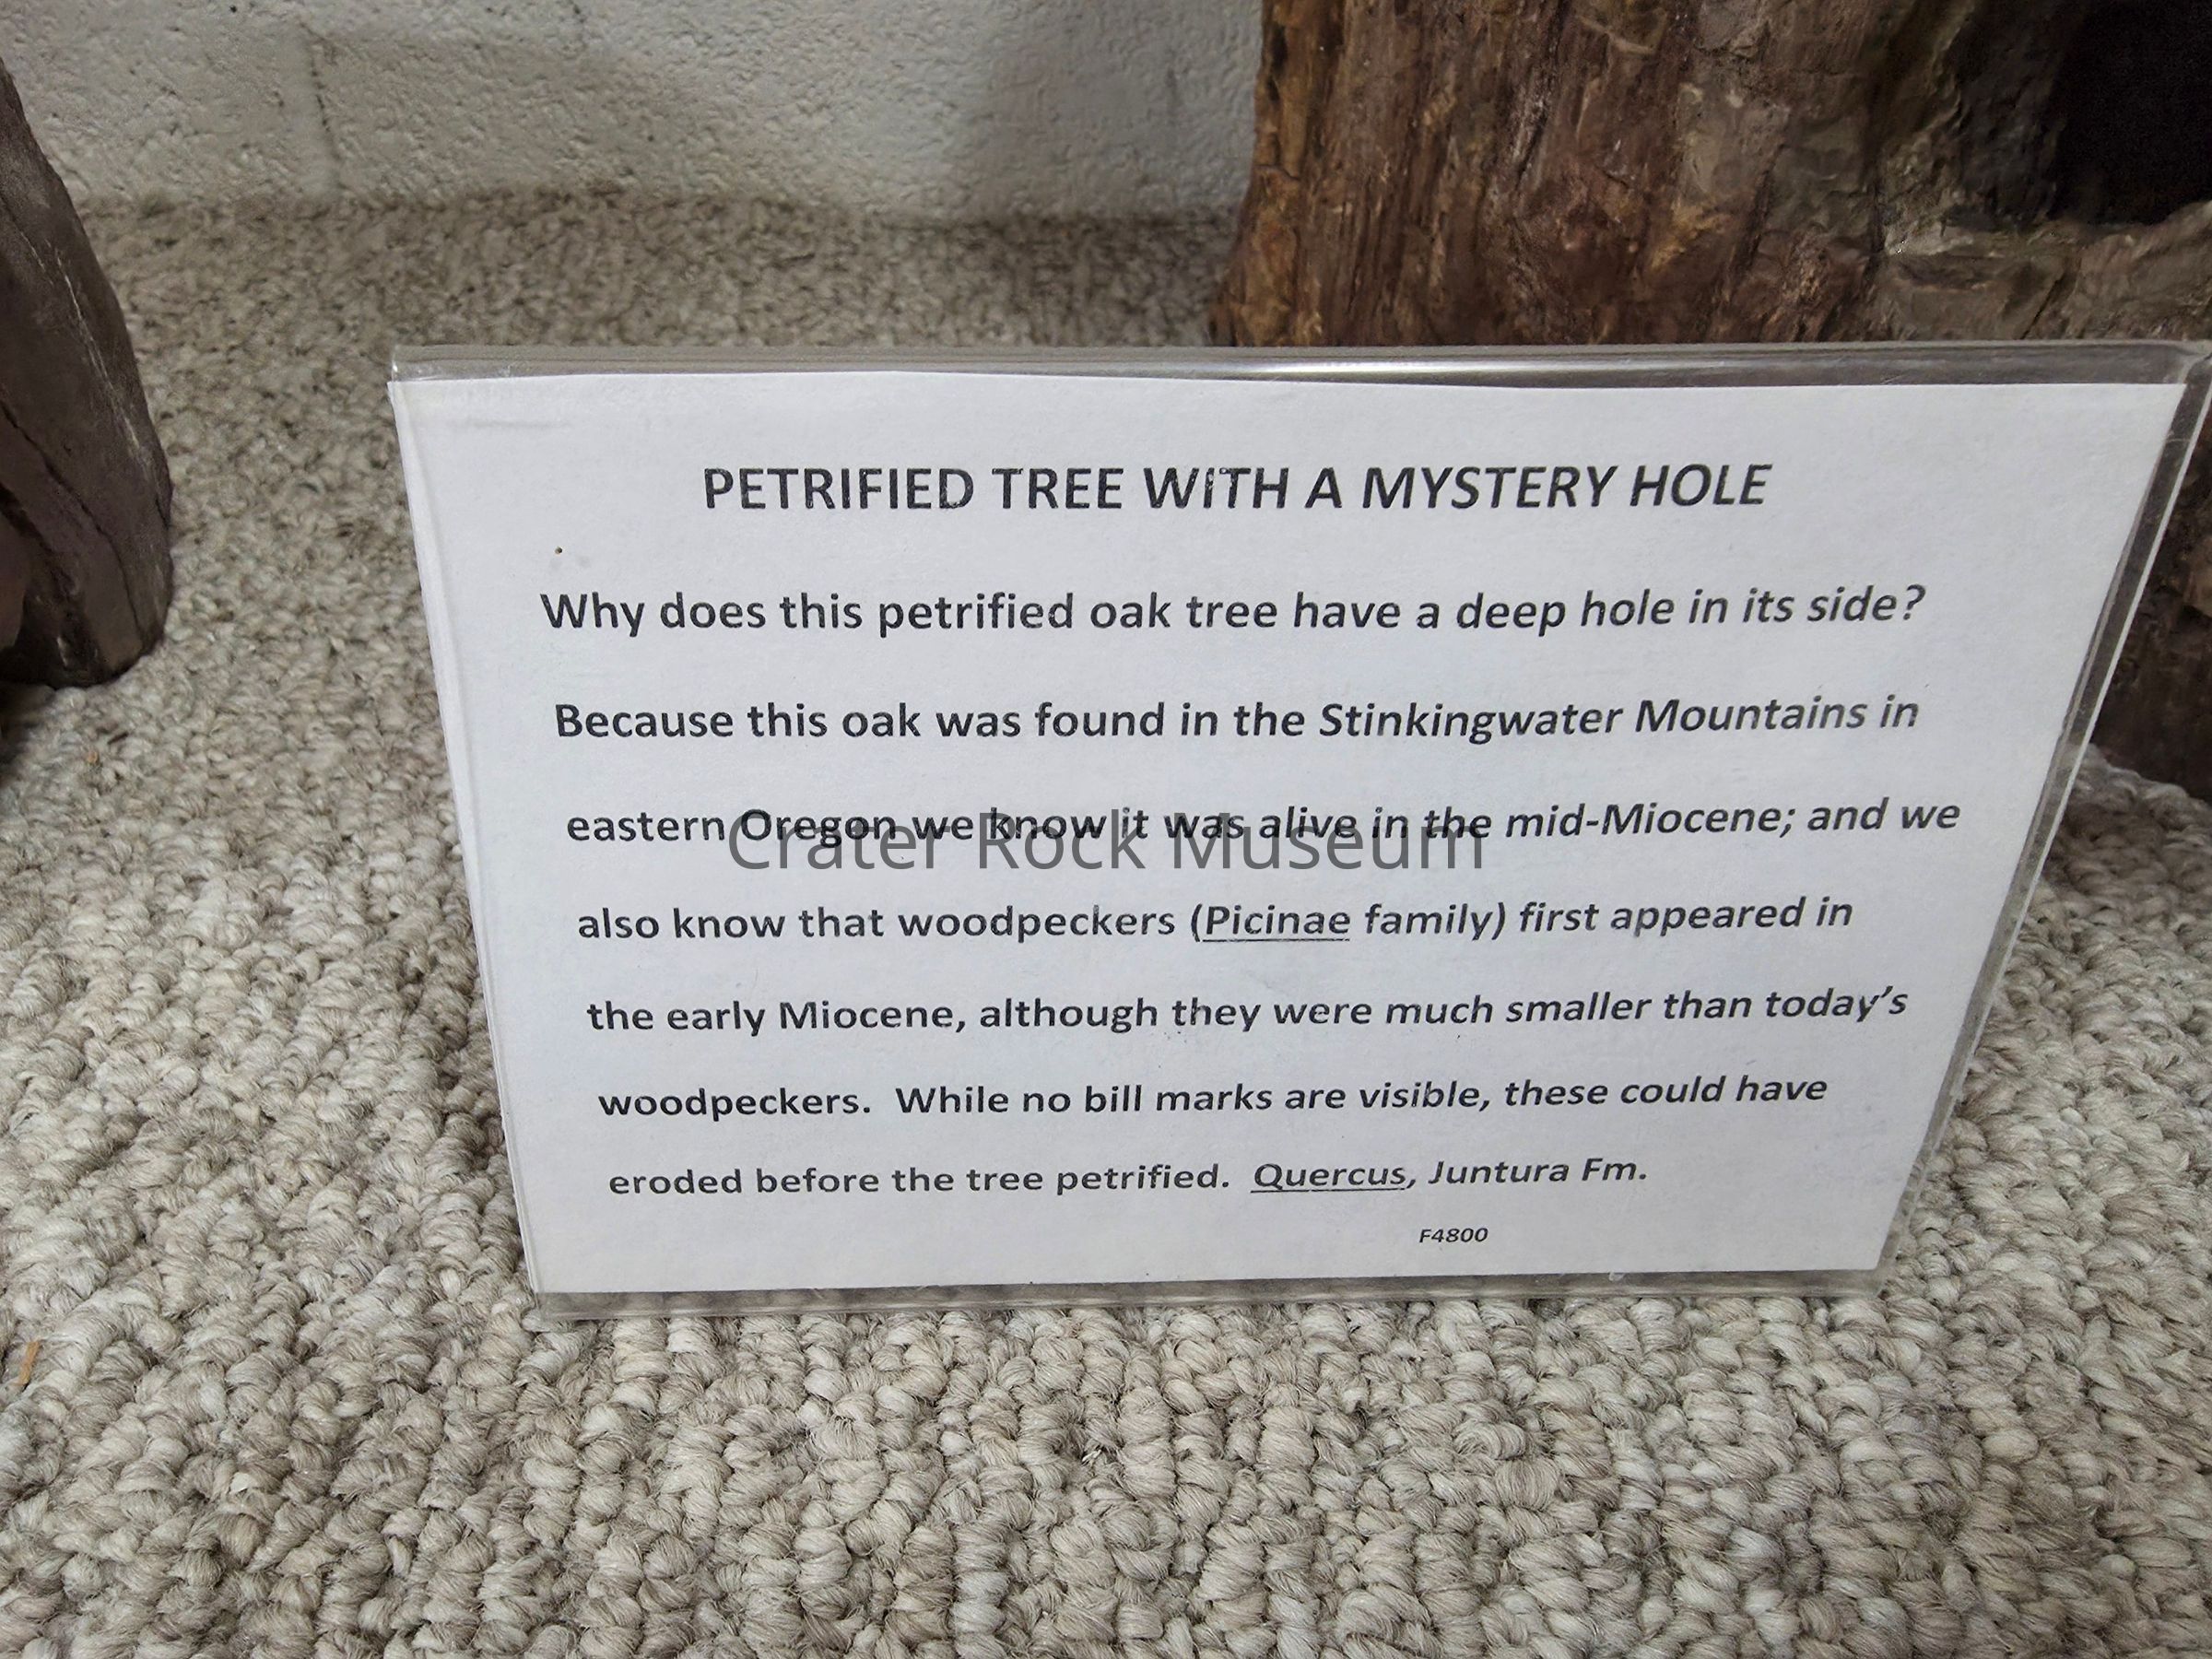 PETRIFIED TREE WITH A MYSTERY HOLE
Why does this petrified oak tree have a deep hole in its side?
Because this oak was found in the Stinkingwater Mountains in
eastern Oregon we know it was alive in the mid-Miocene; and we
Crater Rock Museum
also know that woodpeckers (Picinae family) first appeared in
the early Miocene, although they were much smaller than today's
woodpeckers.  While no bill marks are visible, these could have
eroded before the tree petrified.  Quercus, Juntura Fm.
F4800